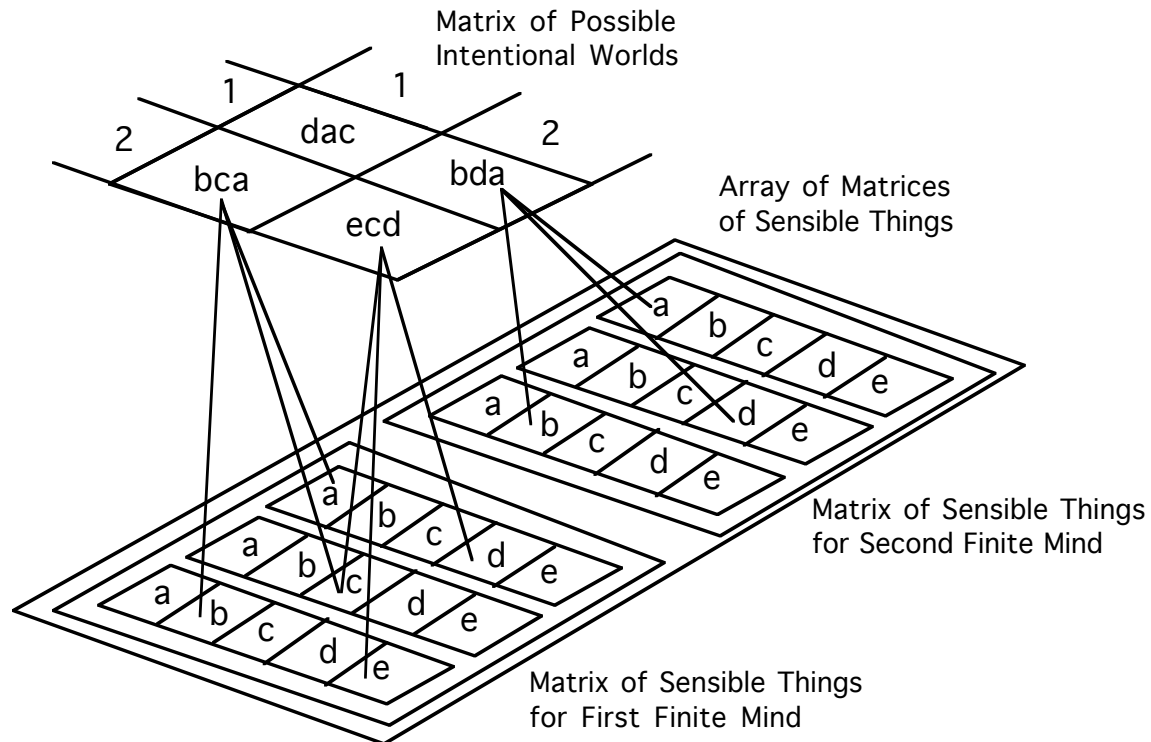 Matrix of Possible
Intentional Worlds
1 1
2 dac 2
bca bda
ecd
Array of Matrices
of Sensible Things
a b c d e
a b c d e
a b c d e
Matrix of Sensible Things
for Second Finite Mind
a b c d e
a b c d e
a b c d e
Matrix of Sensible Things
for First Finite Mind